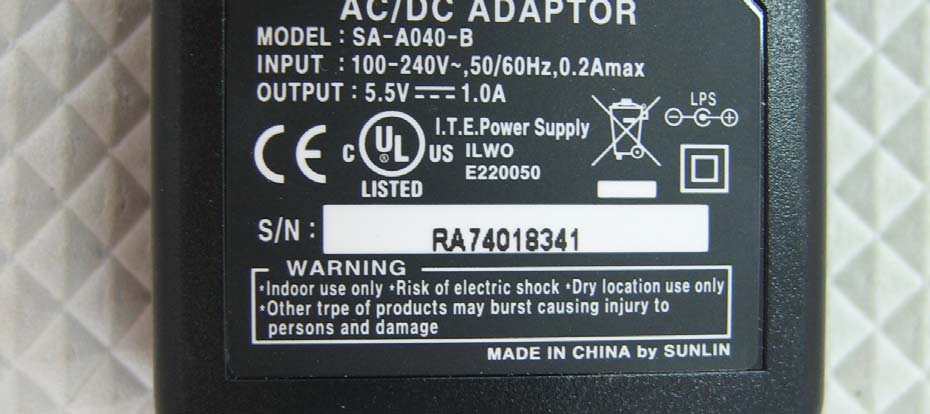 AC/DC ADAPTOR
MODEL : SA-A040-B
INPUT : 100-240V~,50/60Hz,0.2Amax
OUTPUT : 5.5V⎓1.0A
CE
C UL ® US
LISTED
I.T.E.Power Supply
ILWO
E220050
LPS
S/N : RA74018341
WARNING
*Indoor use only *Risk of electric shock *Dry location use only
*Other trpe of products may burst causing injury to
persons and damage
MADE IN CHINA by SUNLIN